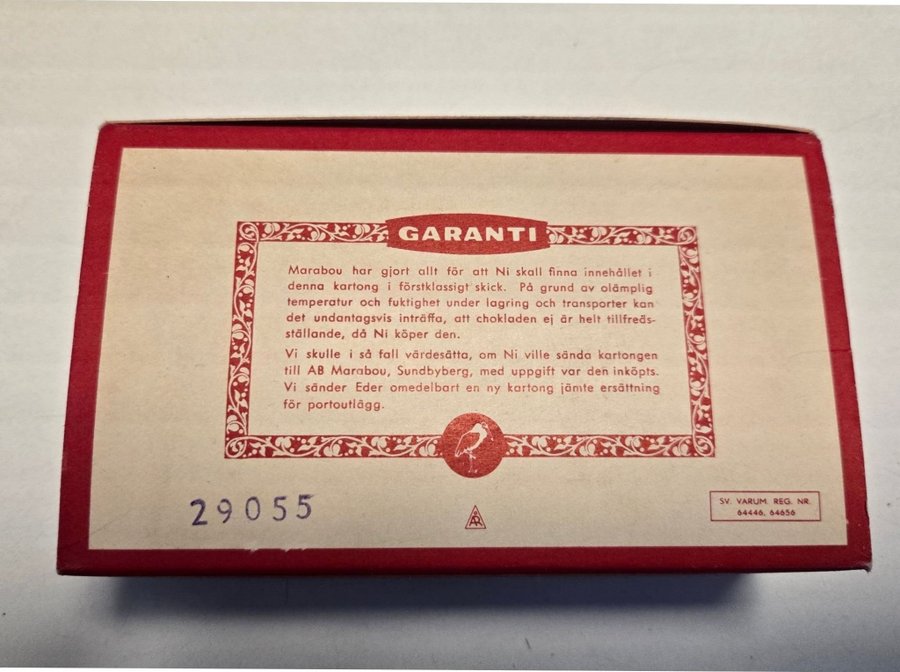 GARANTI
Marabou har gjort allt för att Ni skall finna innehållet i
denna kartong i förstklassigt skick. På grund av olämplig
temperatur och fuktighet under lagring och transporter kan
det undantagsvis inträffa, att chokladen ej är helt tillfreds-
ställande, då Ni köper den.
Vi skulle i så fall värdesätta, om Ni ville sända kartongen
till AB Marabou, Sundbyberg, med uppgift var den inköpts.
Vi sänder Eder omedelbart en ny kartong jämte ersättning
för portoutlägg.
29055
SV. VARUM. REG. NR.
64446, 64656